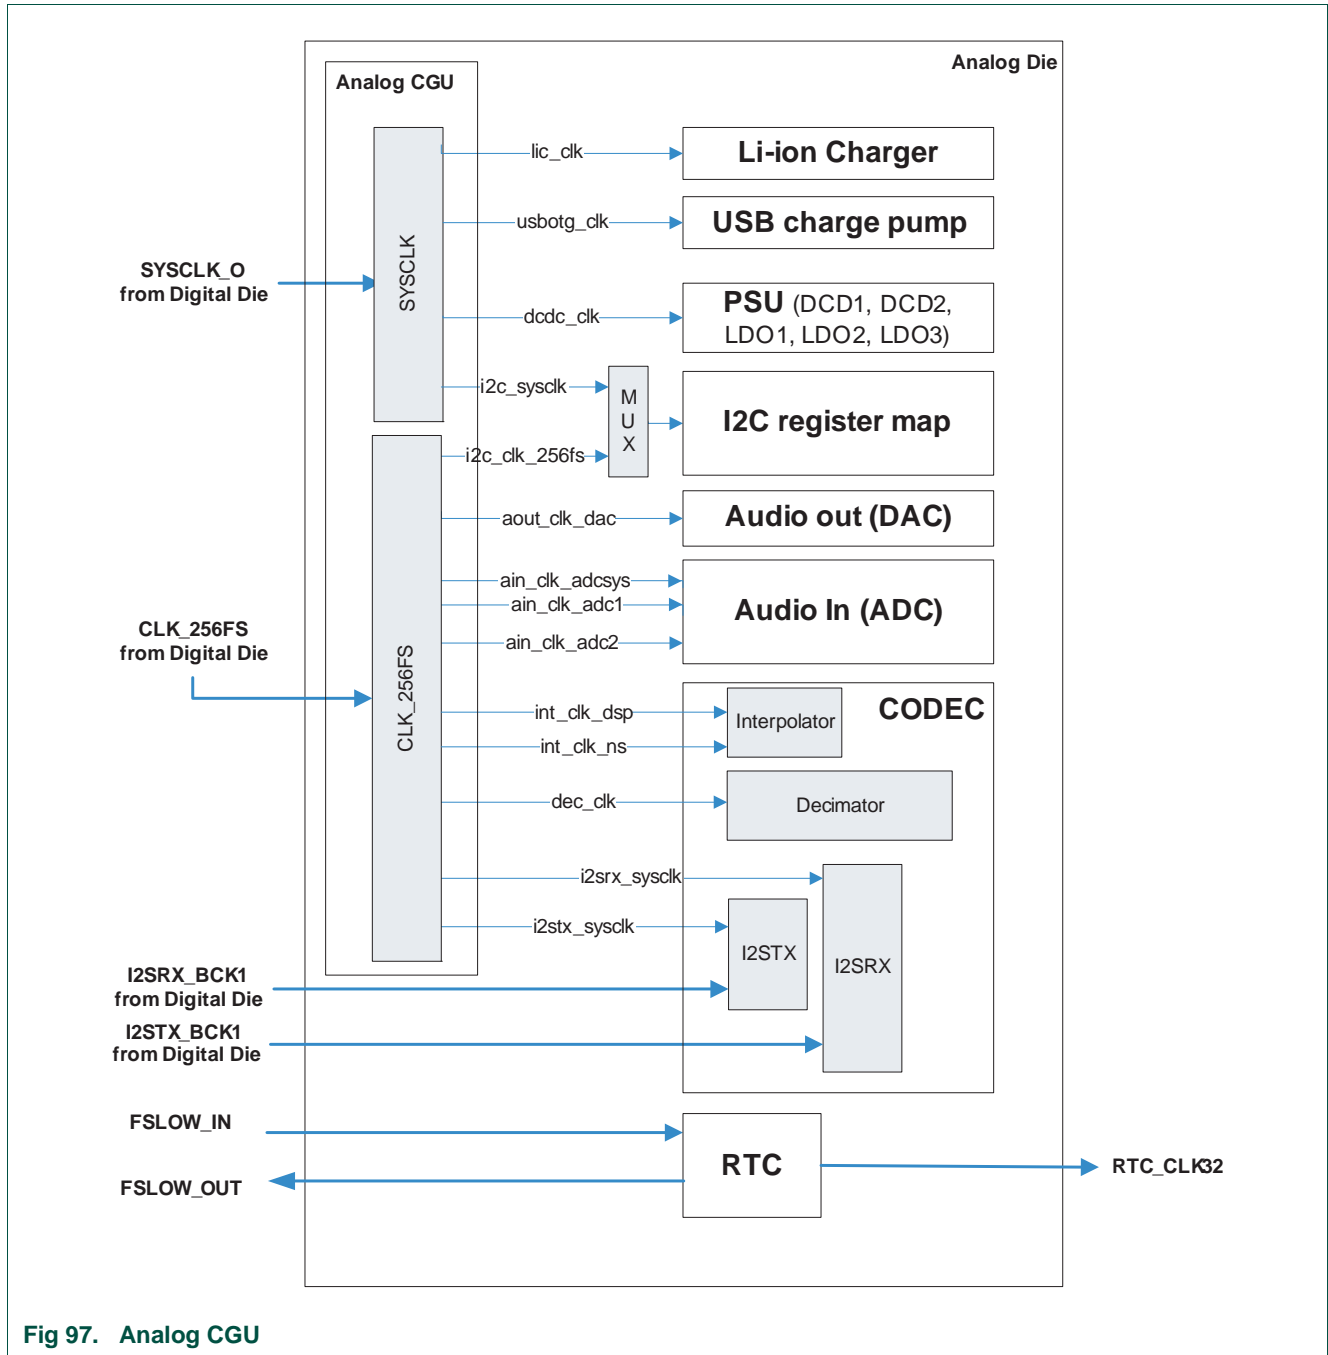 Analog Die
Analog CGU
lic_clk
Li-ion Charger
usbotg_clk
USB charge pump
SYSCLK
SYSCLK_O
from Digital Die
dcdc_clk
PSU (DCD1, DCD2,
LDO1, LDO2, LDO3)
i2c_sysclk
M
U
X
I2C register map
i2c_clk_256fs
aout_clk_dac
Audio out (DAC)
ain_clk_adcsys
ain_clk_adc1
Audio In (ADC)
ain_clk_adc2
CLK_256FS
from Digital Die
CLK_256FS
CODEC
int_clk_dsp
Interpolator
int_clk_ns
dec_clk
Decimator
i2srx_sysclk
i2stx_sysclk
I2STX
I2SRX
I2SRX_BCK1
from Digital Die
I2STX_BCK1
from Digital Die
FSLOW_IN
RTC
RTC_CLK32
FSLOW_OUT
Fig 97. Analog CGU